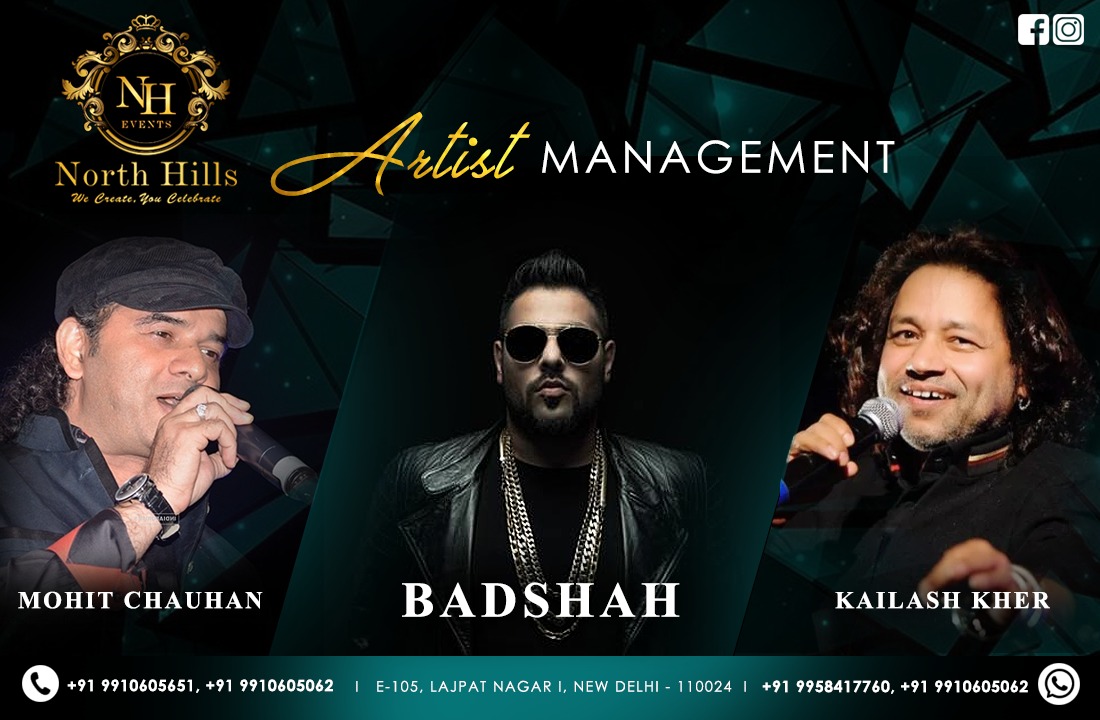 NH
EVENTS
North Hills
We Create, You Celebrate
Artist MANAGEMENT
MOHIT CHAUHAN
BADSHAH
KAILASH KHER
+91 9910605651, +91 9910605062 | E-105, LAJPAT NAGAR I, NEW DELHI - 110024 | +91 9958417760, +91 9910605062